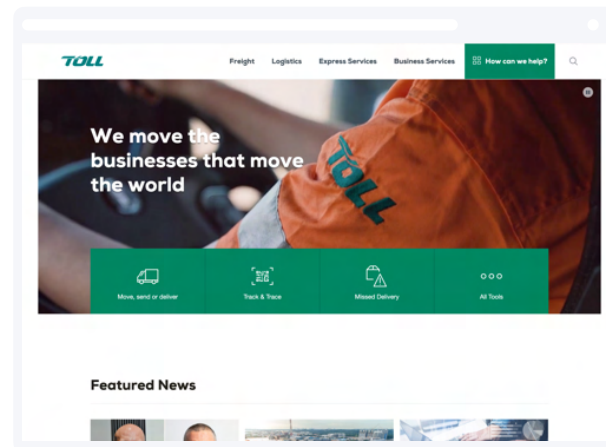 TOLL
Freight Logistics Express Services Business Services How can we help?
We move the
businesses that move
the world
TOLL
Move, send or deliver Track & Trace Missed Delivery All Tools
Featured News